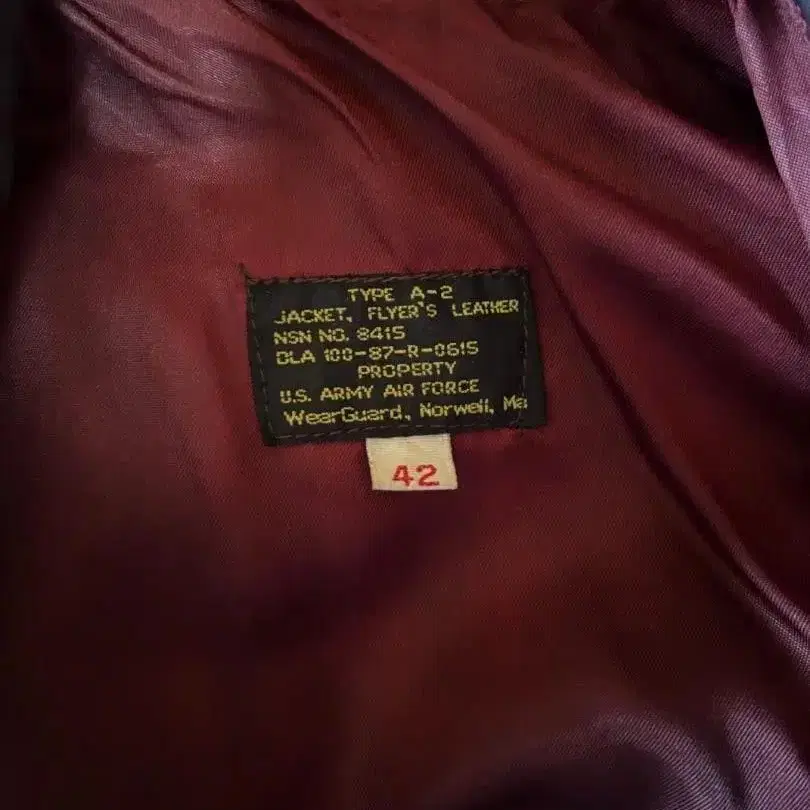 TYPE A-2
JACKET, FLYER'S LEATHER
NSN NO. 8415
DLA 100-87-R-0615
PROPERTY
U.S. ARMY AIR FORCE
WearGuard, Norwell, Ma
42